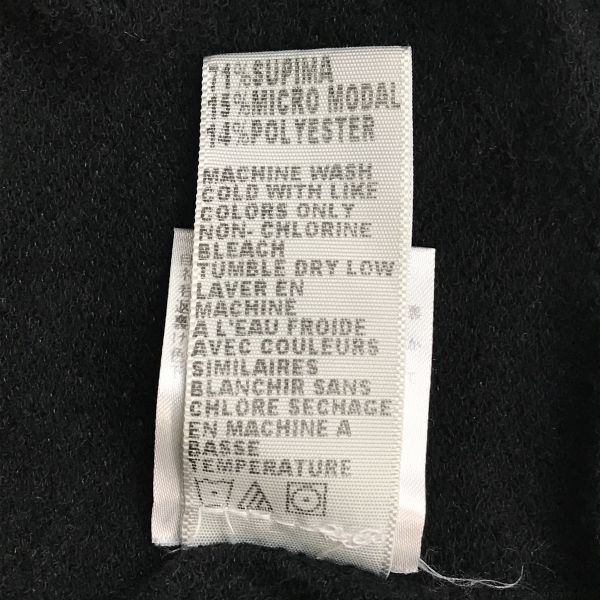 71%SUPIMA
15%MICRO MODAL
14%POLYESTER
MACHINE WASH
COLD WITH LIKE
COLORS ONLY
NON- CHLORINE
BLEACH
TUMBLE DRY LOW
LAVER EN
MACHINE
A L'EAU FROIDE
AVEC COULEURS
SIMILAIRES
BLANCHIR SANS
CHLORE SECHAGE
EN MACHINE A
BASSE
TEMPERATURE